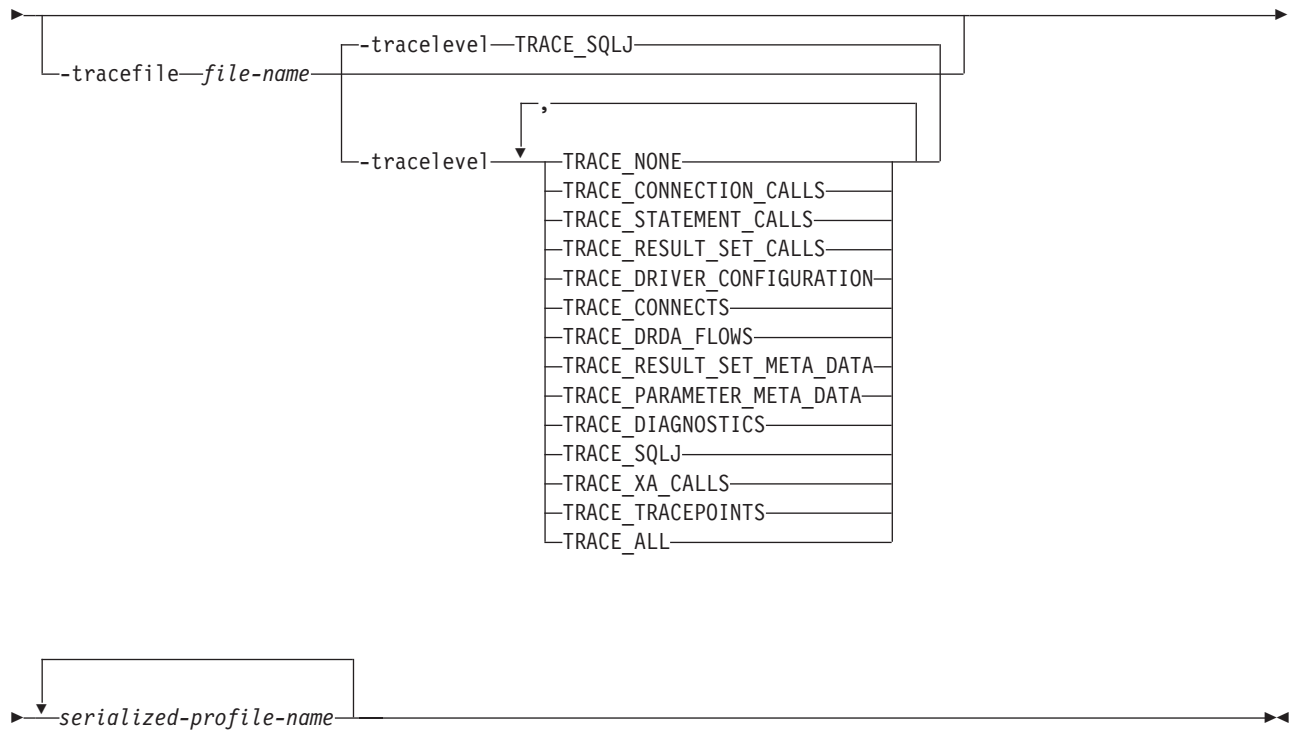 -tracelevel TRACE_SQLJ
-tracefile file-name
,
-tracelevel TRACE_NONE
TRACE_CONNECTION_CALLS
TRACE_STATEMENT_CALLS
TRACE_RESULT_SET_CALLS
TRACE_DRIVER_CONFIGURATION
TRACE_CONNECTS
TRACE_DRDA_FLOWS
TRACE_RESULT_SET_META_DATA
TRACE_PARAMETER_META_DATA
TRACE_DIAGNOSTICS
TRACE_SQLJ
TRACE_XA_CALLS
TRACE_TRACEPOINTS
TRACE_ALL
serialized-profile-name